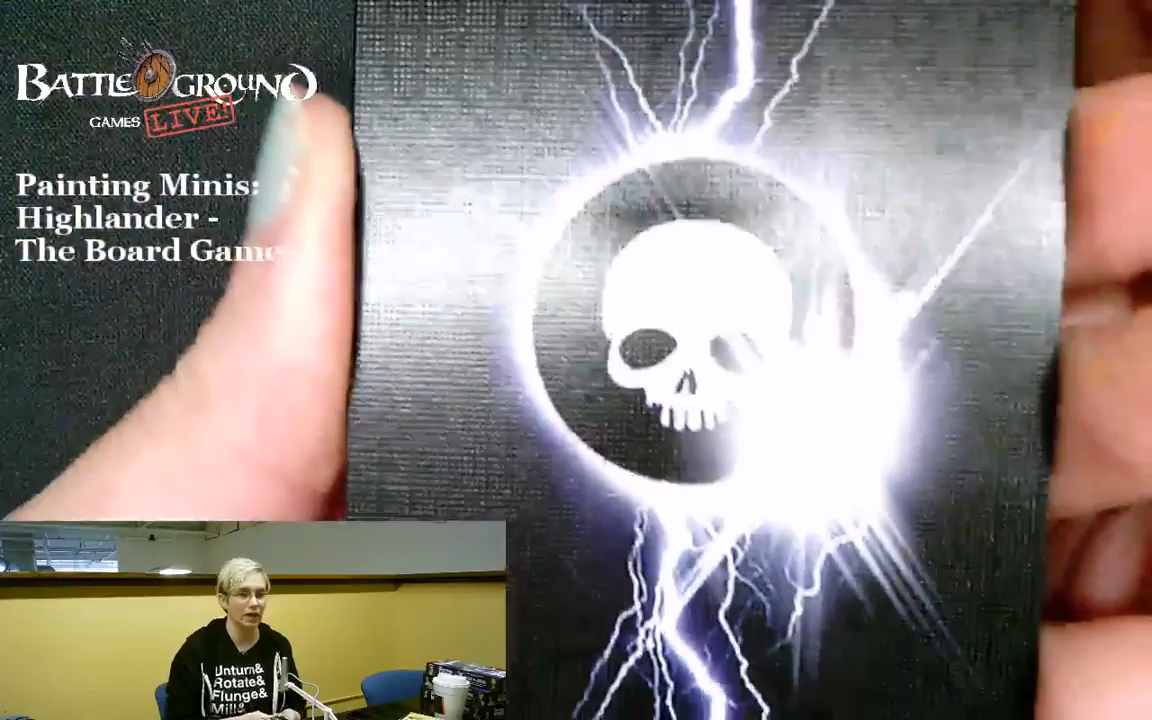 BATTLEGROUND
GAMES LIVE!
Painting Minis:
Highlander -
The Board Game
Unturn&
Rotate&
Flunge&
Mill&